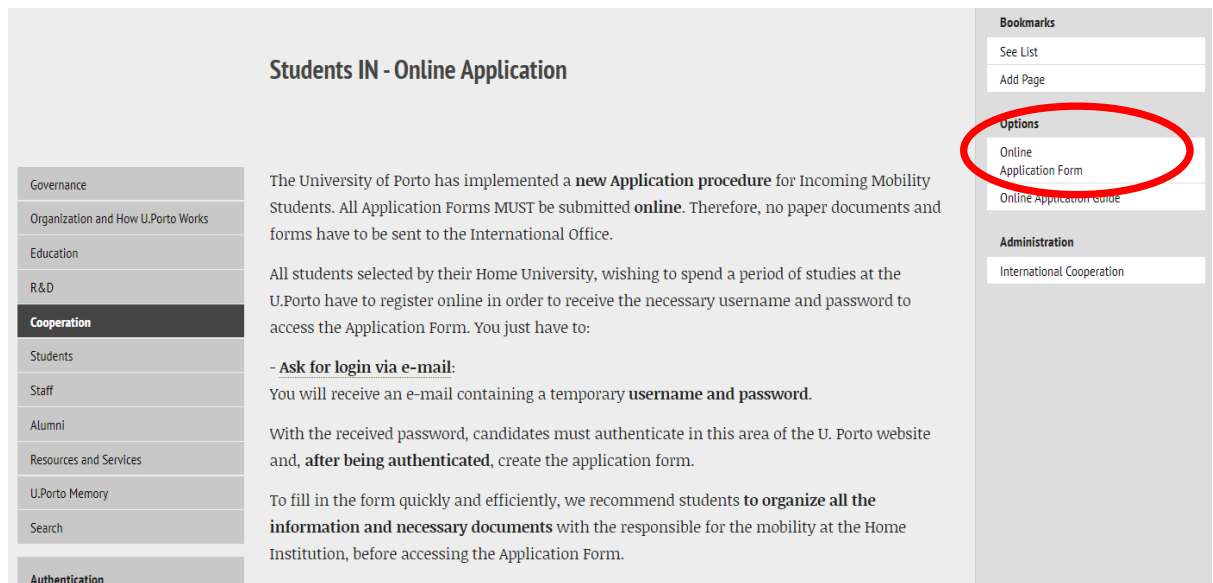 Students IN - Online Application
Governance
Organization and How U.Porto Works
Education
R&D
Cooperation
Students
Staff
Alumni
Resources and Services
U.Porto Memory
Search
Authentication
The University of Porto has implemented a new Application procedure for Incoming Mobility
Students. All Application Forms MUST be submitted online. Therefore, no paper documents and
forms have to be sent to the International Office.
All students selected by their Home University, wishing to spend a period of studies at the
U.Porto have to register online in order to receive the necessary username and password to
access the Application Form. You just have to:
- Ask for login via e-mail:
You will receive an e-mail containing a temporary username and password.
With the received password, candidates must authenticate in this area of the U. Porto website
and, after being authenticated, create the application form.
To fill in the form quickly and efficiently, we recommend students to organize all the
information and necessary documents with the responsible for the mobility at the Home
Institution, before accessing the Application Form.
Bookmarks
See List
Add Page
Options
Online
Application Form
Online Application Guide
Administration
International Cooperation